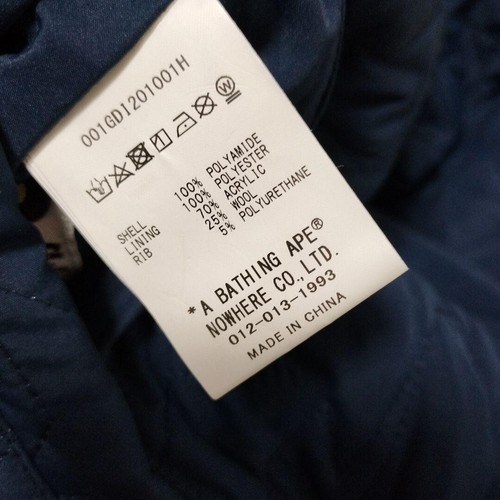 001GD1201001H
W
SHELL 100% POLYAMIDE
LINING 100% POLYESTER
RIB 70% ACRYLIC
25% WOOL
5% POLYURETHANE
*A BATHING APE®
NOWHERE CO.,LTD.
012-013-1993
MADE IN CHINA